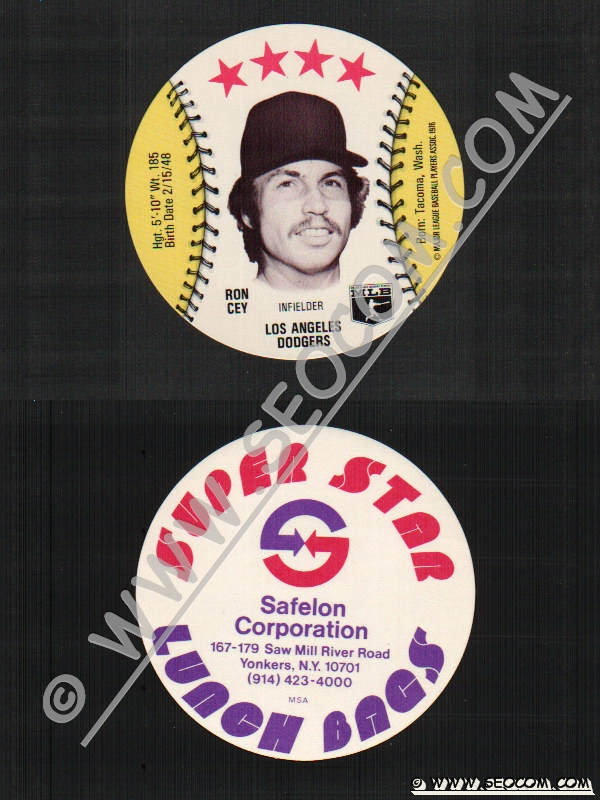 Hgt. 5'-10" Wt. 185
Birth Date 2/15/48
Born: Tacoma, Wash.
© MAJOR LEAGUE BASEBALL PLAYERS ASSOC. 1976
RON
CEY
INFIELDER
MLB
LOS ANGELES
DODGERS
© WWW.SEOCOM.COM
SUPER STAR
Safelon
Corporation
167-179 Saw Mill River Road
Yonkers, N.Y. 10701
(914) 423-4000
MSA
LUNCH BAGS
© WWW.SEOCOM.COM